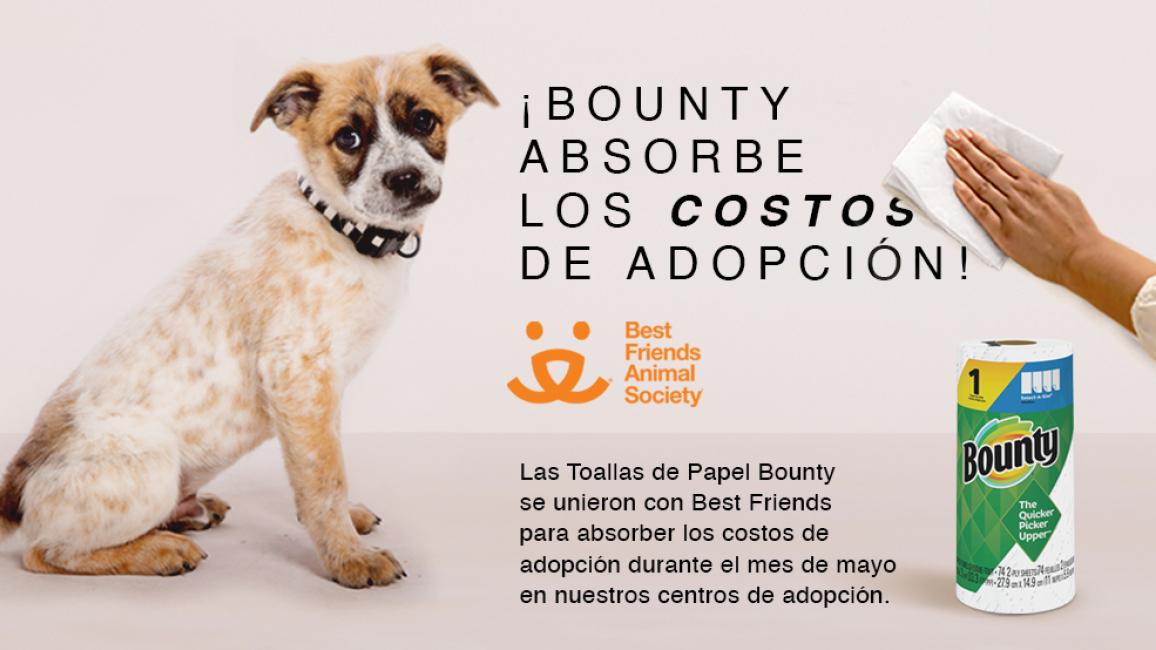 ¡BOUNTY
ABSORBE
LOS COSTOS
DE ADOPCIÓN!
Best
Friends
Animal
Society
Las Toallas de Papel Bounty
se unieron con Best Friends
para absorber los costos de
adopción durante el mes de mayo
en nuestros centros de adopción.
1
Select-A-Size
Bounty
The
Quicker
Picker
Upper